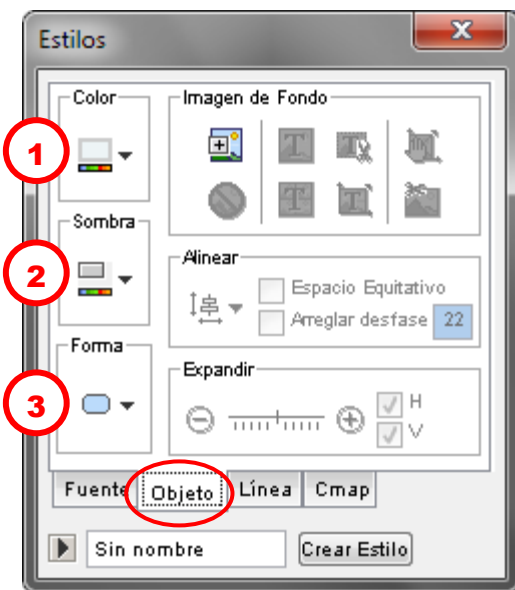 Estilos
x
Color
Imagen de Fondo
1
T
T
Sombra
T
T
2
Alinear
Espacio Equitativo
Arreglar desfase 22
Forma
Expandir
3
H
V
Fuente Objeto Línea Cmap
Sin nombre Crear Estilo